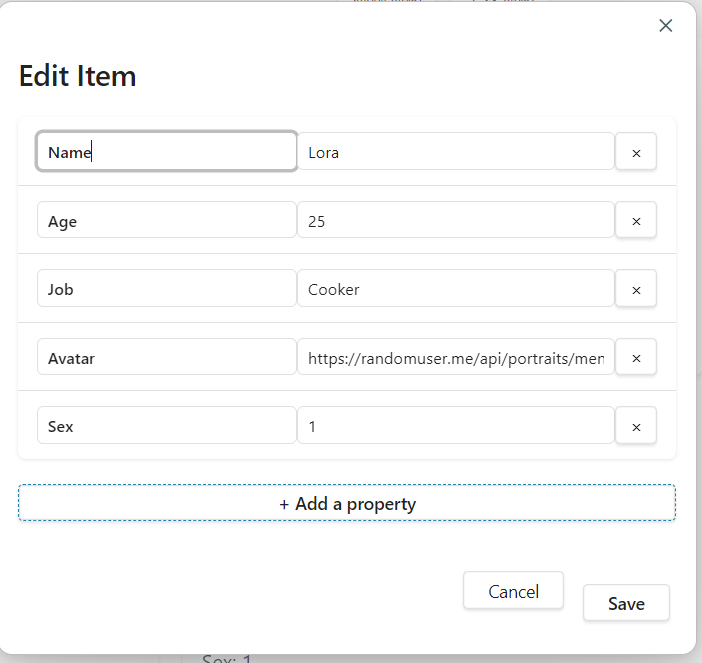 Edit Item
Name Lora ×
Age 25 ×
Job Cooker ×
Avatar https://randomuser.me/api/portraits/men ×
Sex 1 ×
+ Add a property
Cancel
Save
Sex: 1